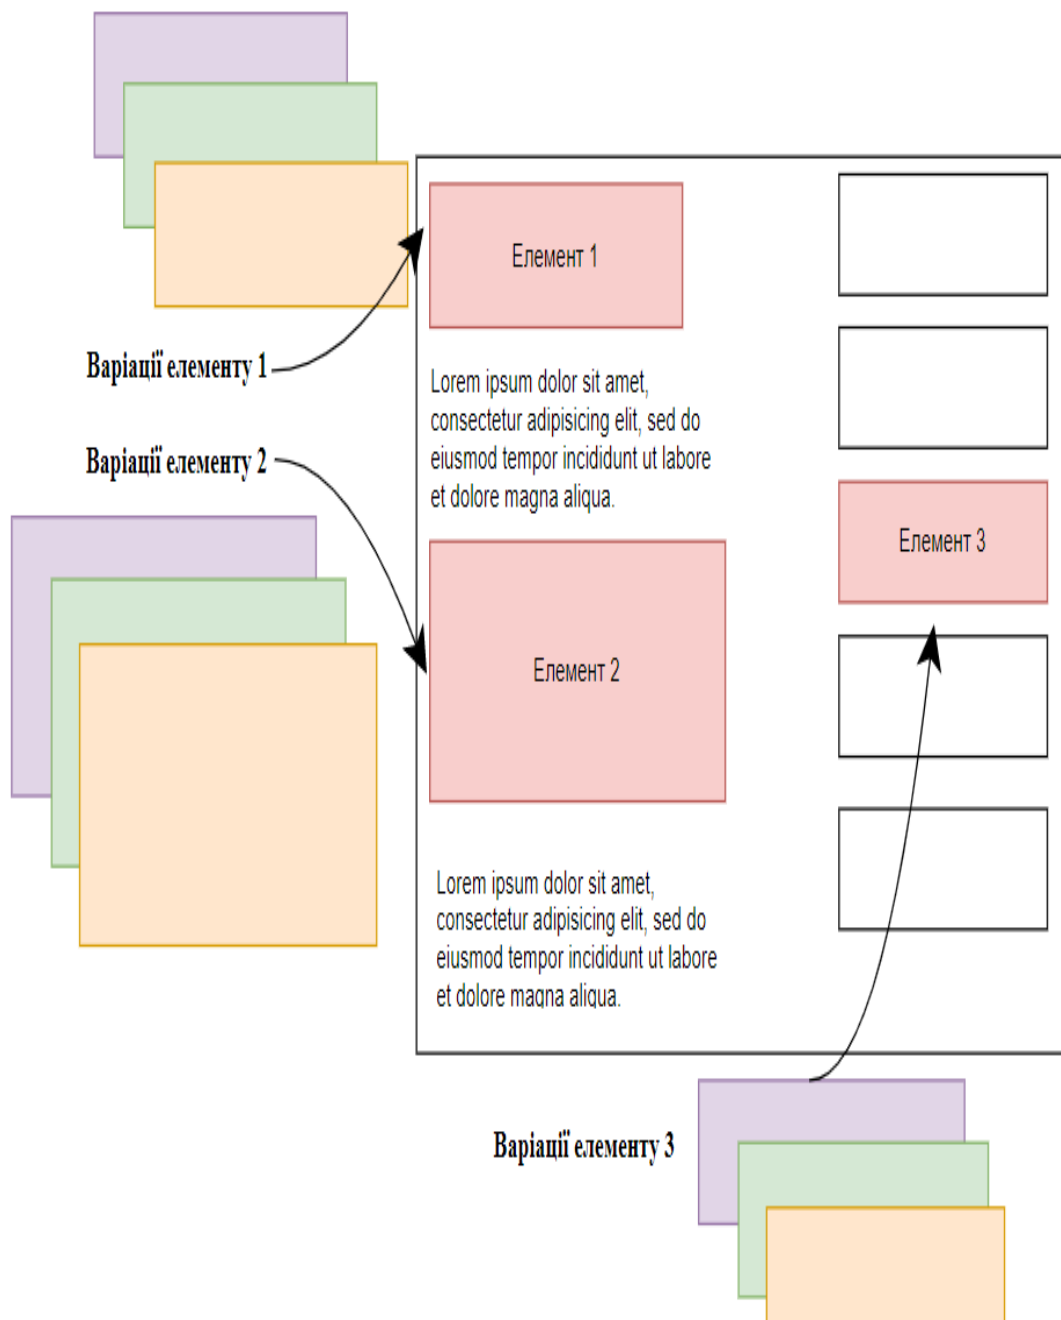 Елемент 1
Варіації елементу 1
Lorem ipsum dolor sit amet,
consectetur adipisicing elit, sed do
eiusmod tempor incididunt ut labore
et dolore magna aliqua.
Варіації елементу 2
Елемент 3
Елемент 2
Lorem ipsum dolor sit amet,
consectetur adipisicing elit, sed do
eiusmod tempor incididunt ut labore
et dolore magna aliqua.
Варіації елементу 3